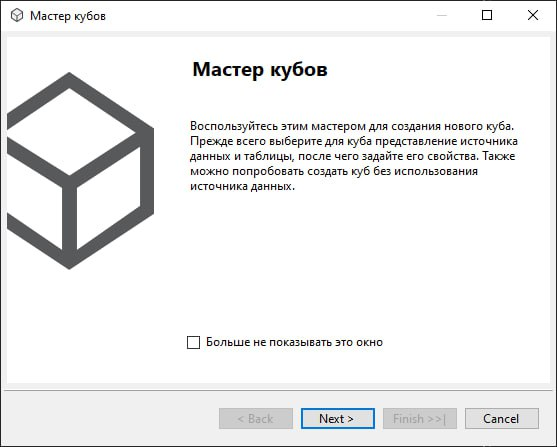 Мастер кубов
Мастер кубов
Воспользуйтесь этим мастером для создания нового куба.
Прежде всего выберите для куба представление источника
данных и таблицы, после чего задайте его свойства. Также
можно попробовать создать куб без использования
источника данных.
Больше не показывать это окно
< Back
Next >
Finish >>|
Cancel